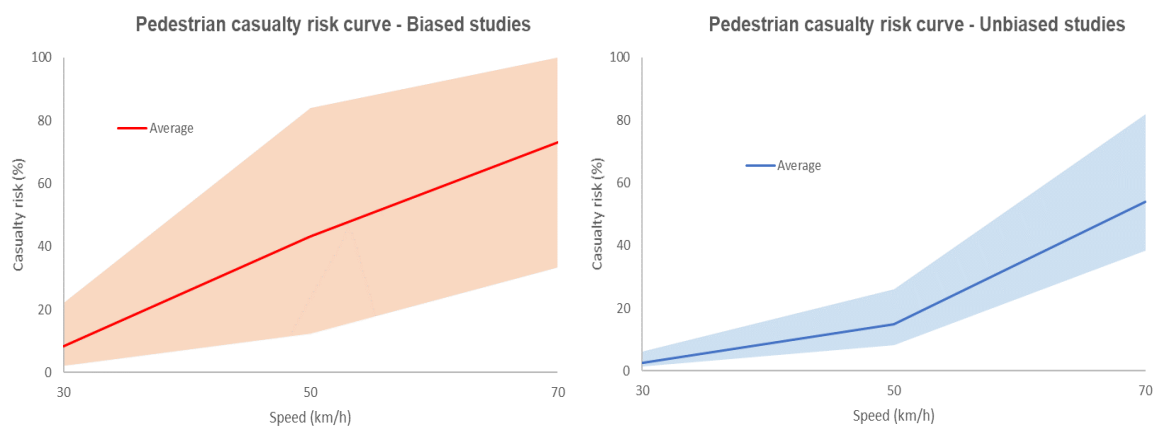 Pedestrian casualty risk curve - Biased studies
100
80
60
40
20
0
Casualty risk (%)
Average
30
50
70
Speed (km/h)
Pedestrian casualty risk curve - Unbiased studies
100
80
60
40
20
0
Casualty risk (%)
Average
30
50
70
Speed (km/h)